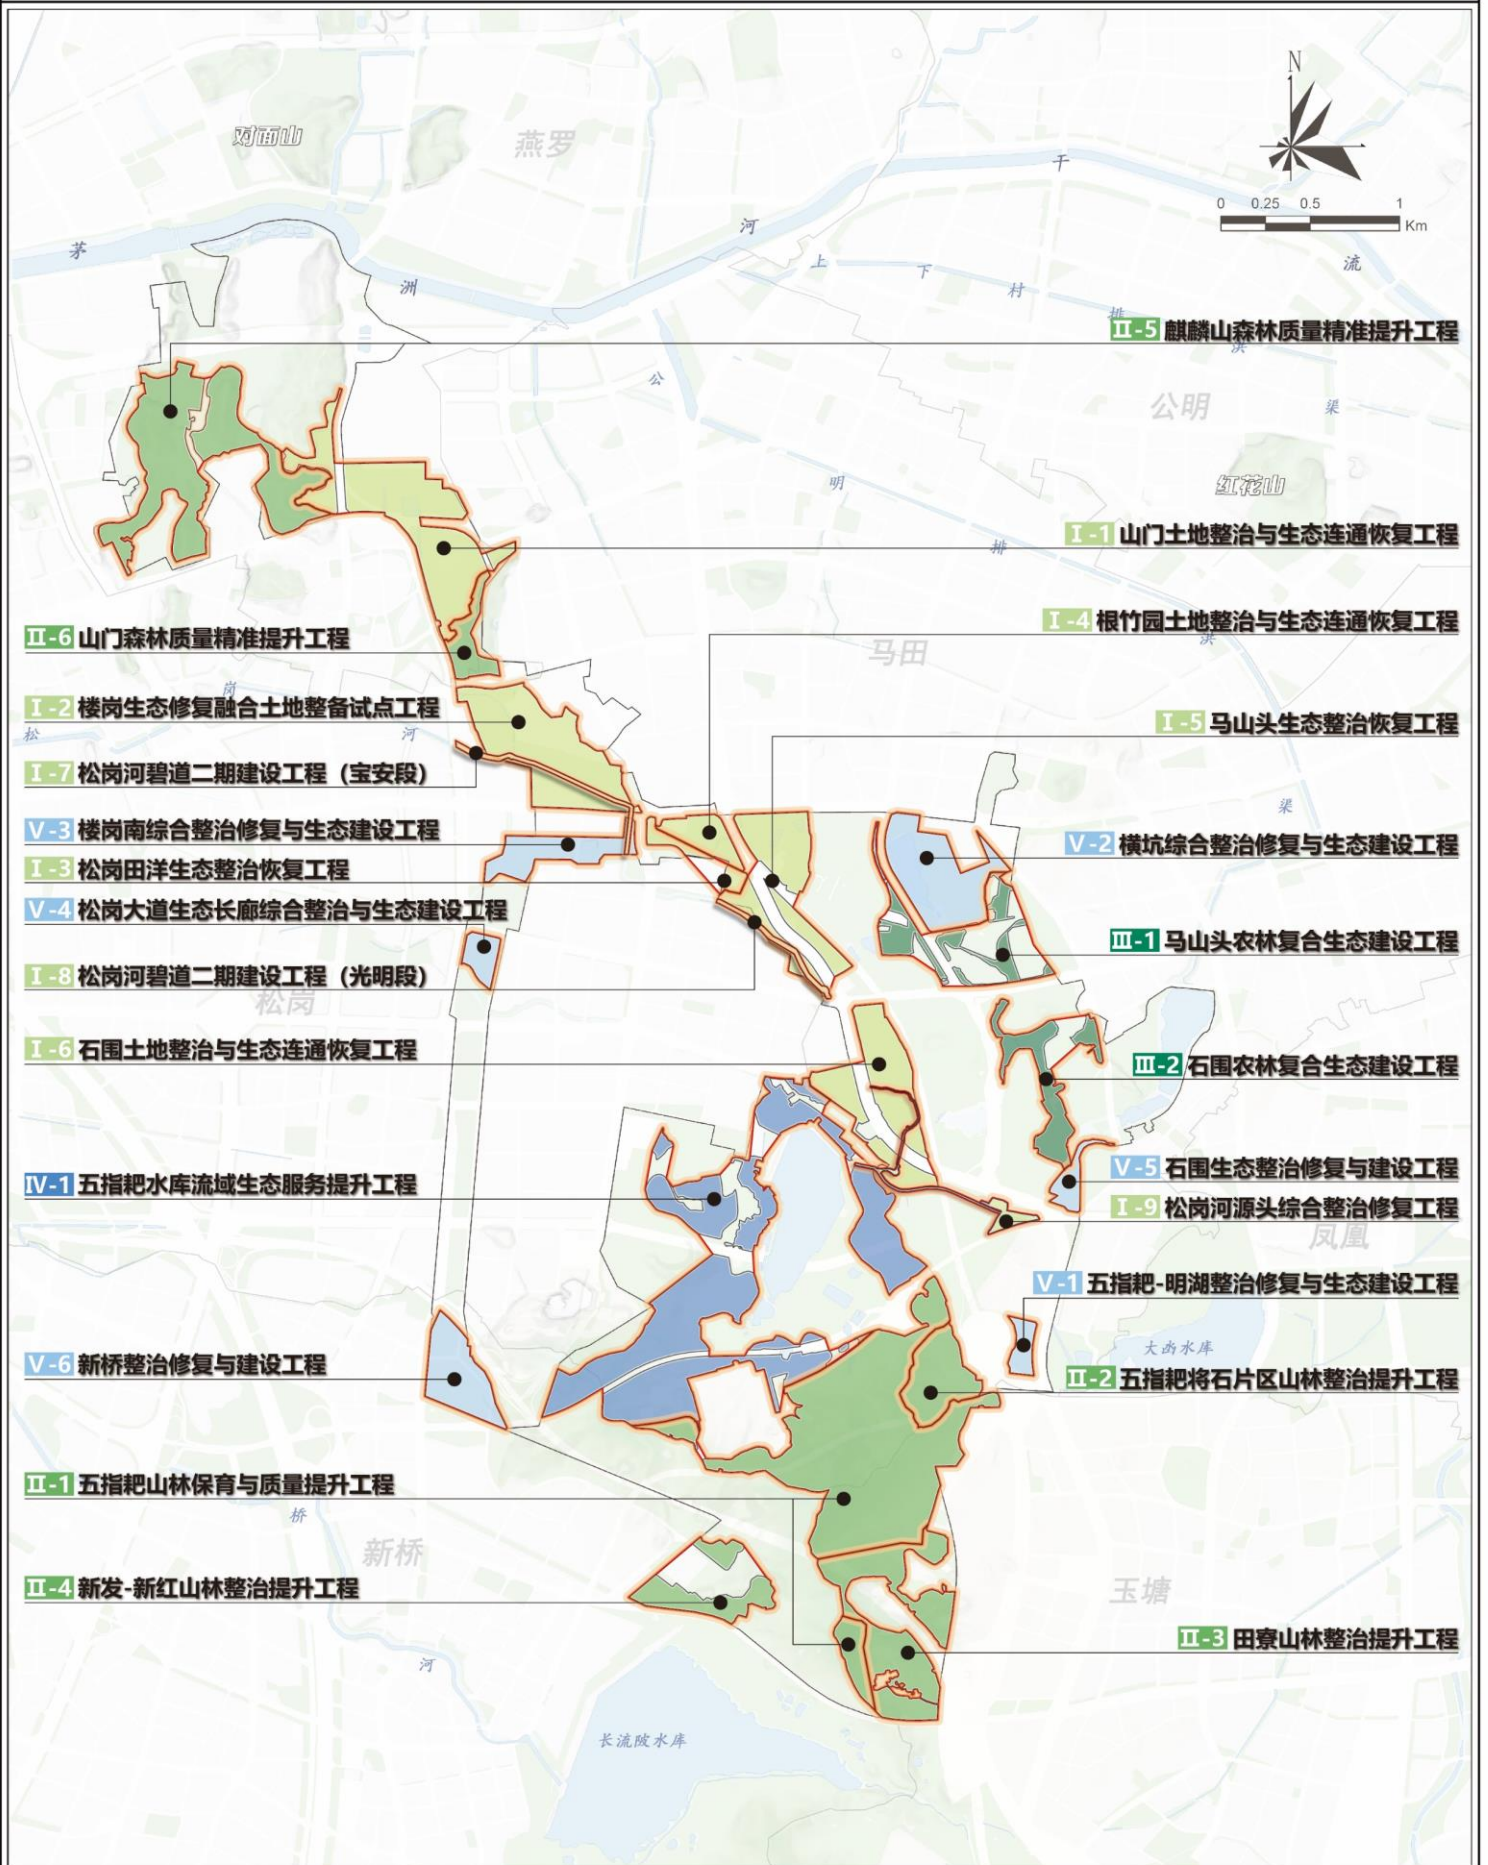 N
对面山
燕罗
干
0 0.25 0.5 1
Km
茅
河
上
下
流
洲
村
排
II-5 麒麟山森林质量精准提升工程
洪
公
公明
渠
明
红花山
I-1 山门土地整治与生态连通恢复工程
排
I-4 根竹园土地整治与生态连通恢复工程
II-6 山门森林质量精准提升工程
洪
马田
岗
I-2 楼岗生态修复融合土地整备试点工程
I-5 马山头生态整治恢复工程
松
河
I-7 松岗河碧道二期建设工程（宝安段）
渠
V-3 楼岗南综合整治修复与生态建设工程
V-2 横坑综合整治修复与生态建设工程
I-3 松岗田洋生态整治恢复工程
V-4 松岗大道生态长廊综合整治与生态建设工程
III-1 马山头农林复合生态建设工程
I-8 松岗河碧道二期建设工程（光明段）
松岗
I-6 石围土地整治与生态连通恢复工程
III-2 石围农林复合生态建设工程
V-5 石围生态整治修复与建设工程
IV-1 五指耙水库流域生态服务提升工程
I-9 松岗河源头综合整治修复工程
凤凰
V-1 五指耙-明湖整治修复与生态建设工程
大凼水库
V-6 新桥整治修复与建设工程
II-2 五指耙将石片区山林整治提升工程
II-1 五指耙山林保育与质量提升工程
桥
新桥
II-4 新发-新红山林整治提升工程
玉塘
II-3 田寮山林整治提升工程
河
长流陂水库